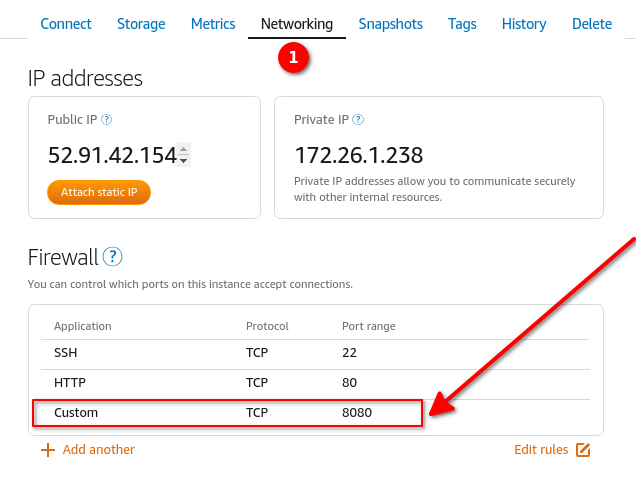 Connect Storage Metrics Networking Snapshots Tags History Delete
1
IP addresses
Public IP ? Private IP ?
52.91.42.154 172.26.1.238
Attach static IP
Private IP addresses allow you to communicate securely
with other internal resources.
Firewall ?
You can control which ports on this instance accept connections.
Application Protocol Port range
SSH TCP 22
HTTP TCP 80
Custom TCP 8080
+ Add another Edit rules